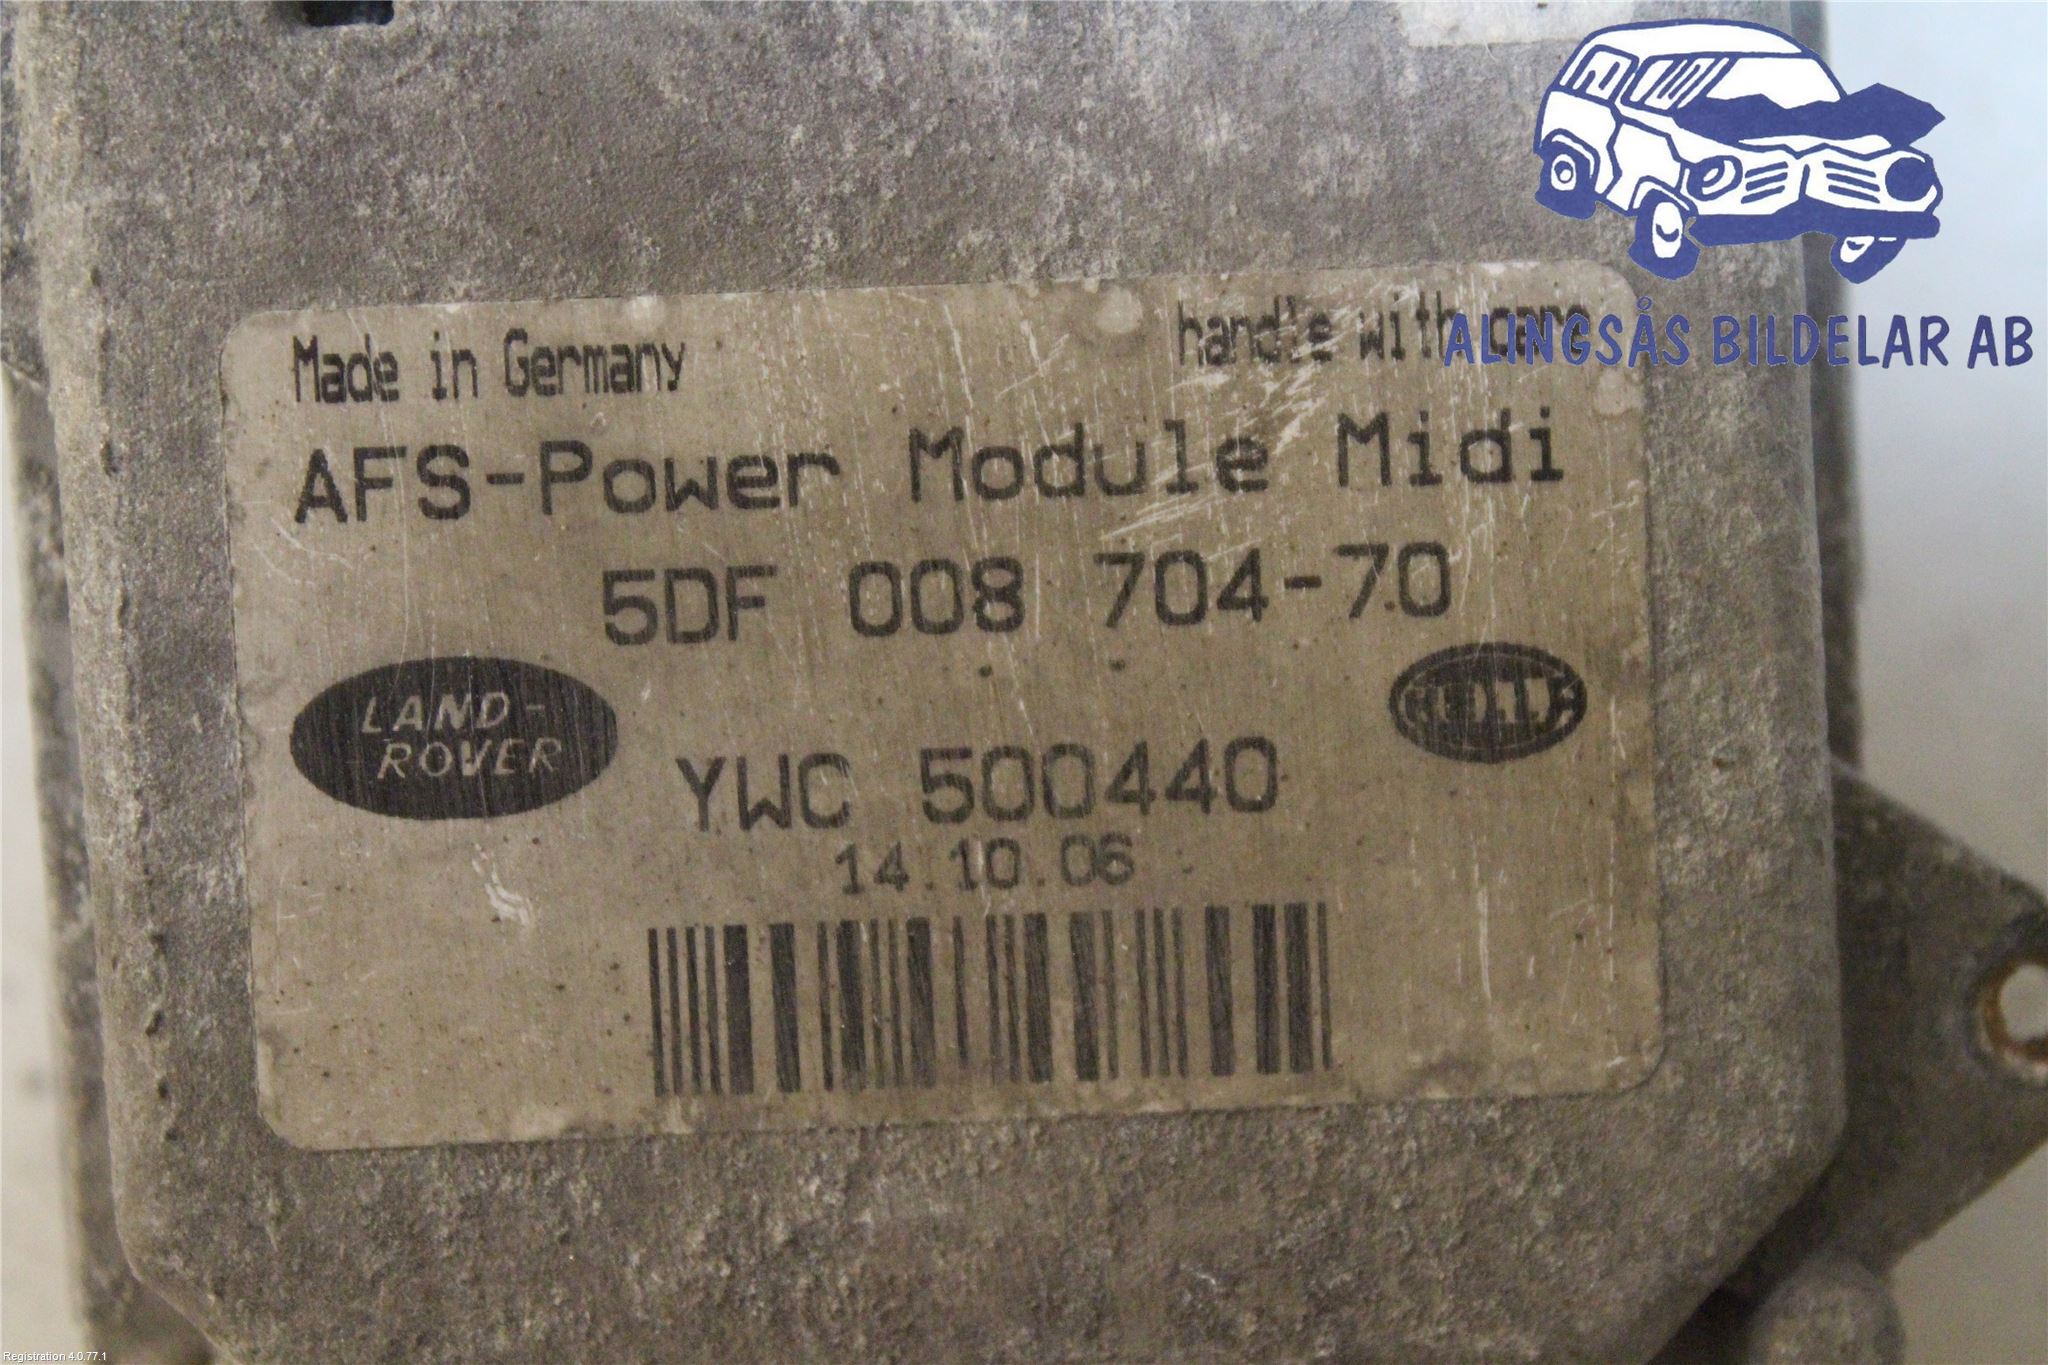 Made in Germany
handle with care
ALINGSÅS BILDELAR AB
AFS-Power Module Midi
5DF 008 704-70
LAND-
ROVER
HELLA
YWC 500440
14.10.06
Registration 4.0.77.1